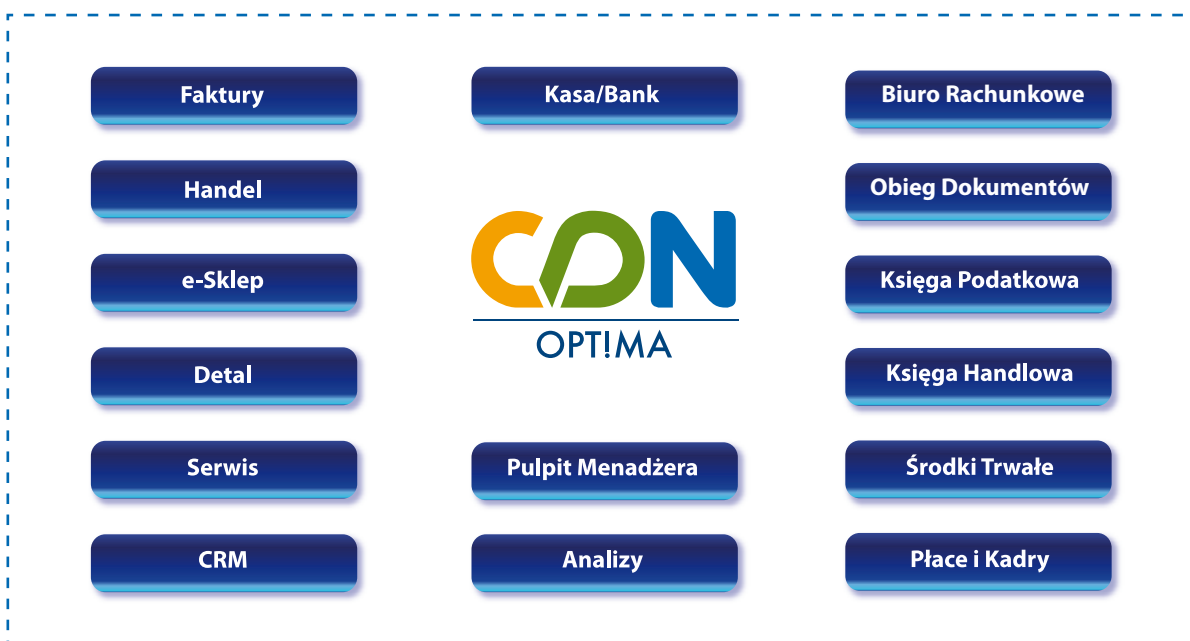 Faktury
Handel
e-Sklep
Detal
Serwis
CRM
Kasa/Bank
CDN
OPT!MA
Pulpit Menadżera
Analizy
Biuro Rachunkowe
Obieg Dokumentów
Księga Podatkowa
Księga Handlowa
Środki Trwałe
Płace i Kadry